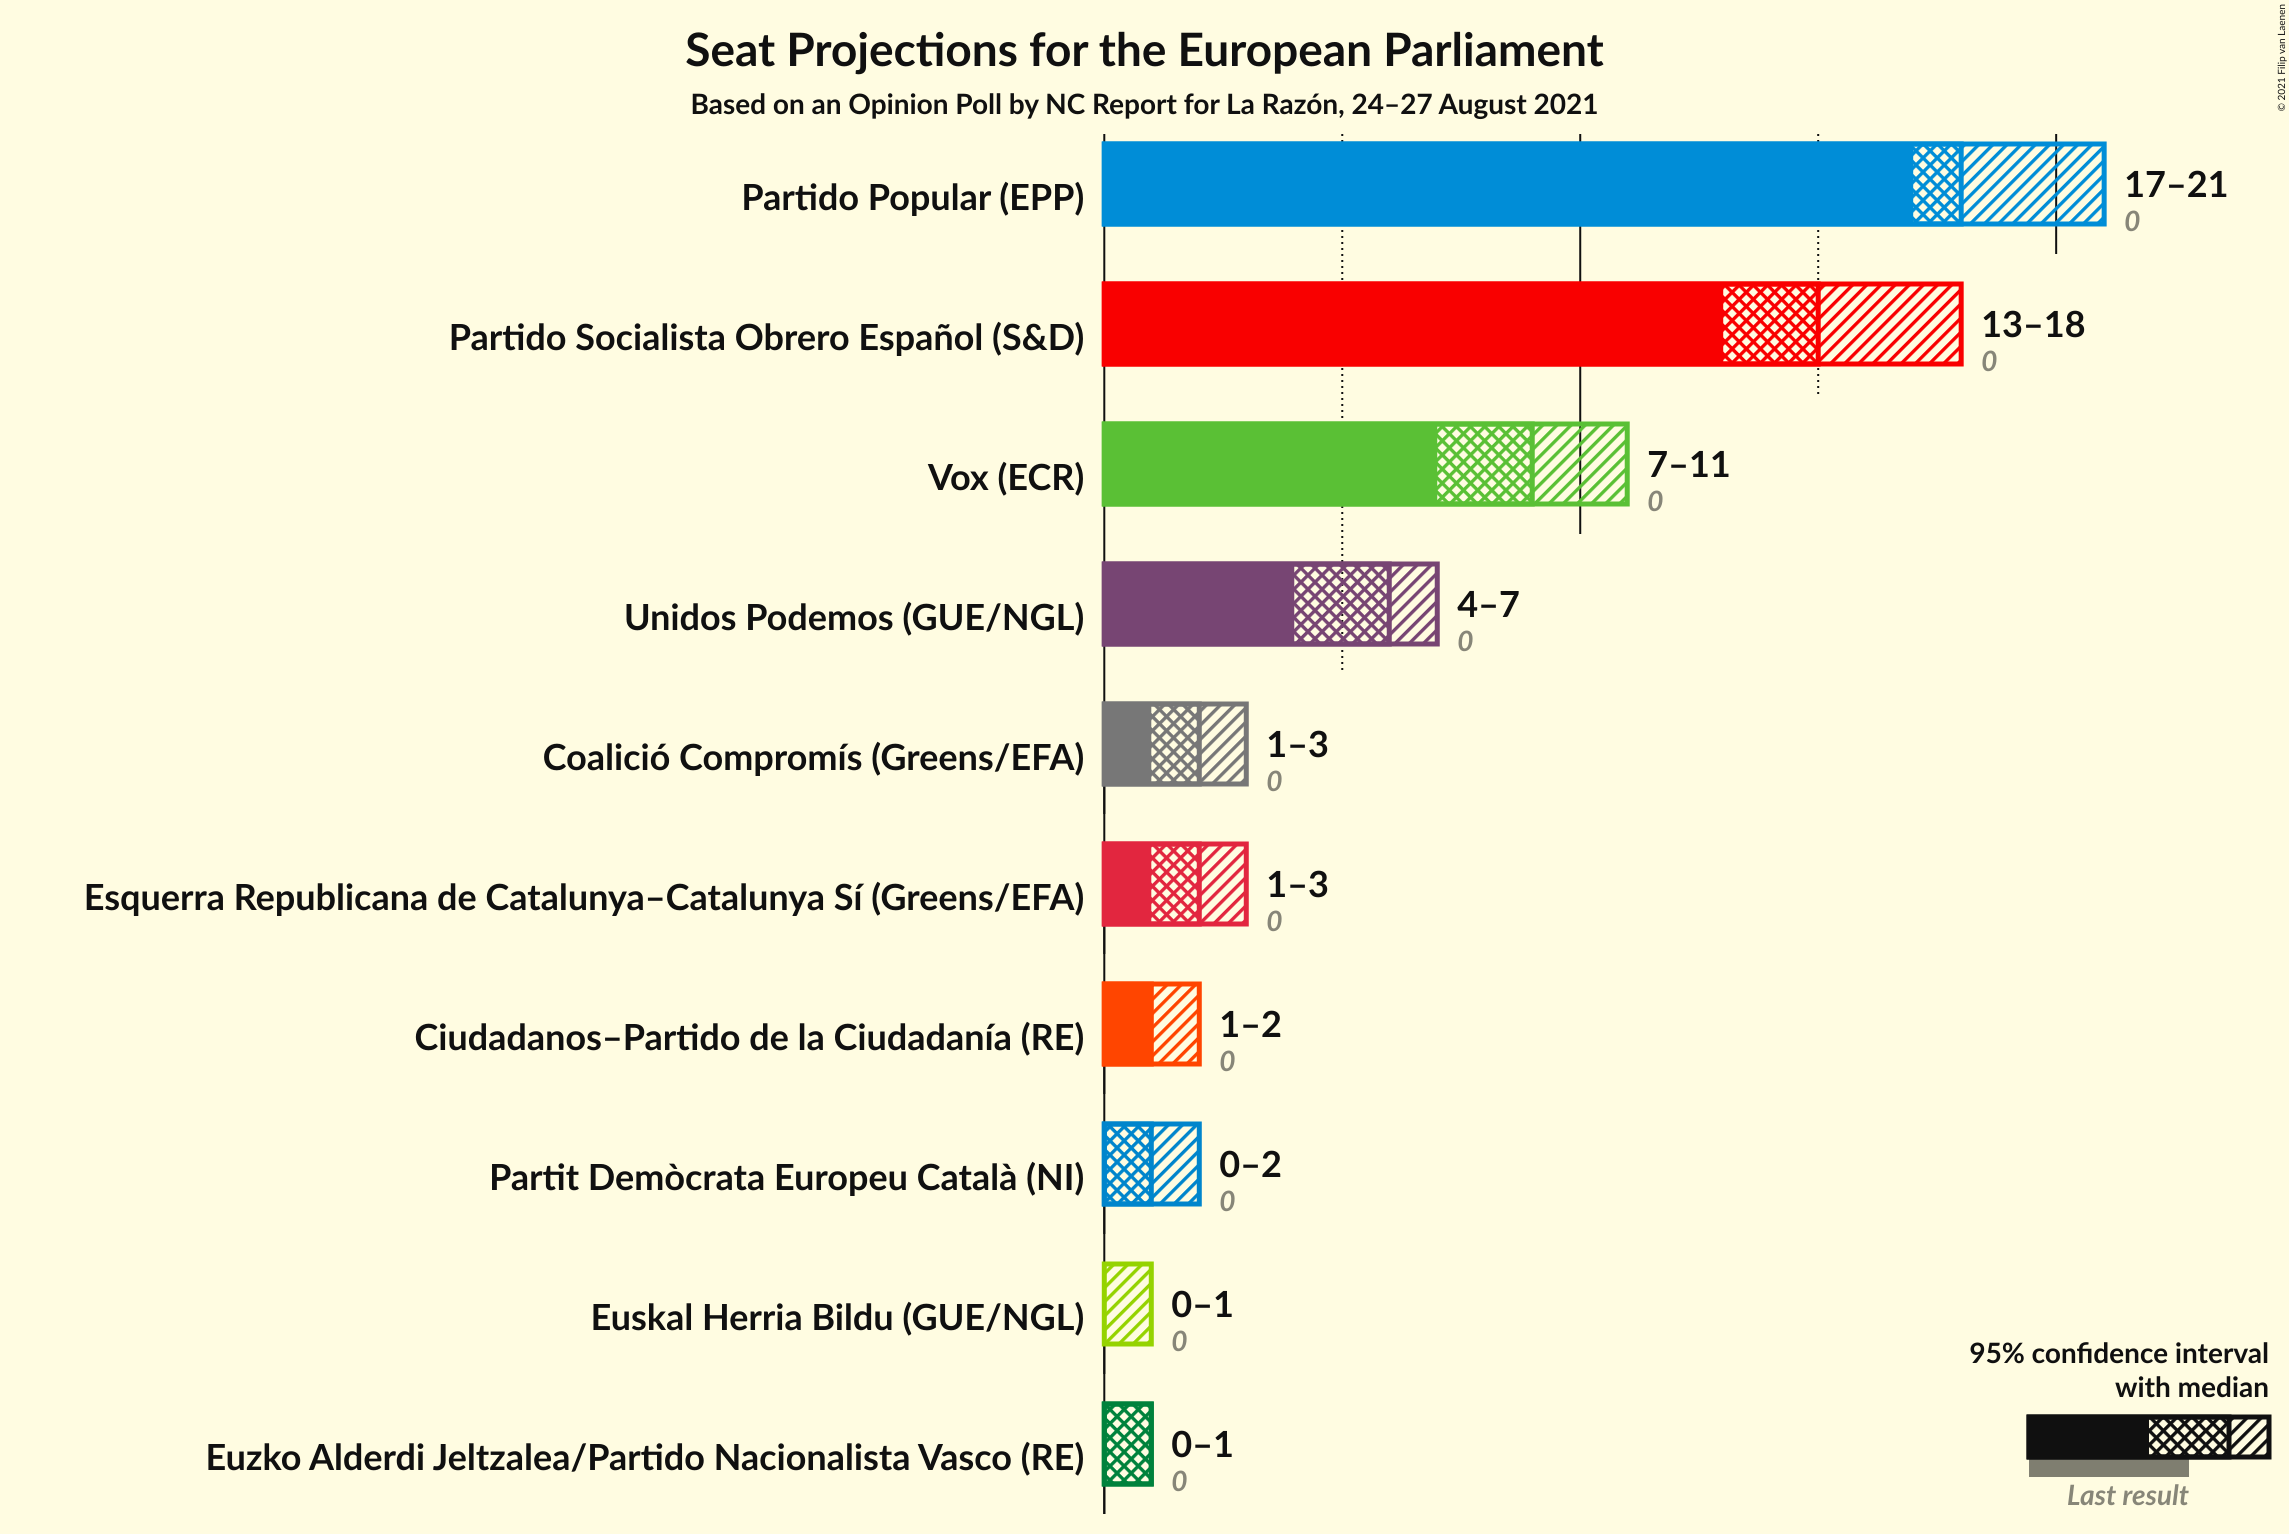 Seat Projections for the European Parliament
Based on an Opinion Poll by NC Report for La Razón, 24–27 August 2021
© 2021 Filip van Laenen
Partido Popular (EPP)
17–21
0
Partido Socialista Obrero Español (S&D)
13–18
0
Vox (ECR)
7–11
0
Unidos Podemos (GUE/NGL)
4–7
0
Coalició Compromís (Greens/EFA)
1–3
0
Esquerra Republicana de Catalunya–Catalunya Sí (Greens/EFA)
1–3
0
Ciudadanos–Partido de la Ciudadanía (RE)
1–2
0
Partit Demòcrata Europeu Català (NI)
0–2
0
Euskal Herria Bildu (GUE/NGL)
0–1
0
Euzko Alderdi Jeltzalea/Partido Nacionalista Vasco (RE)
0–1
0
95% confidence interval
with median
Last result